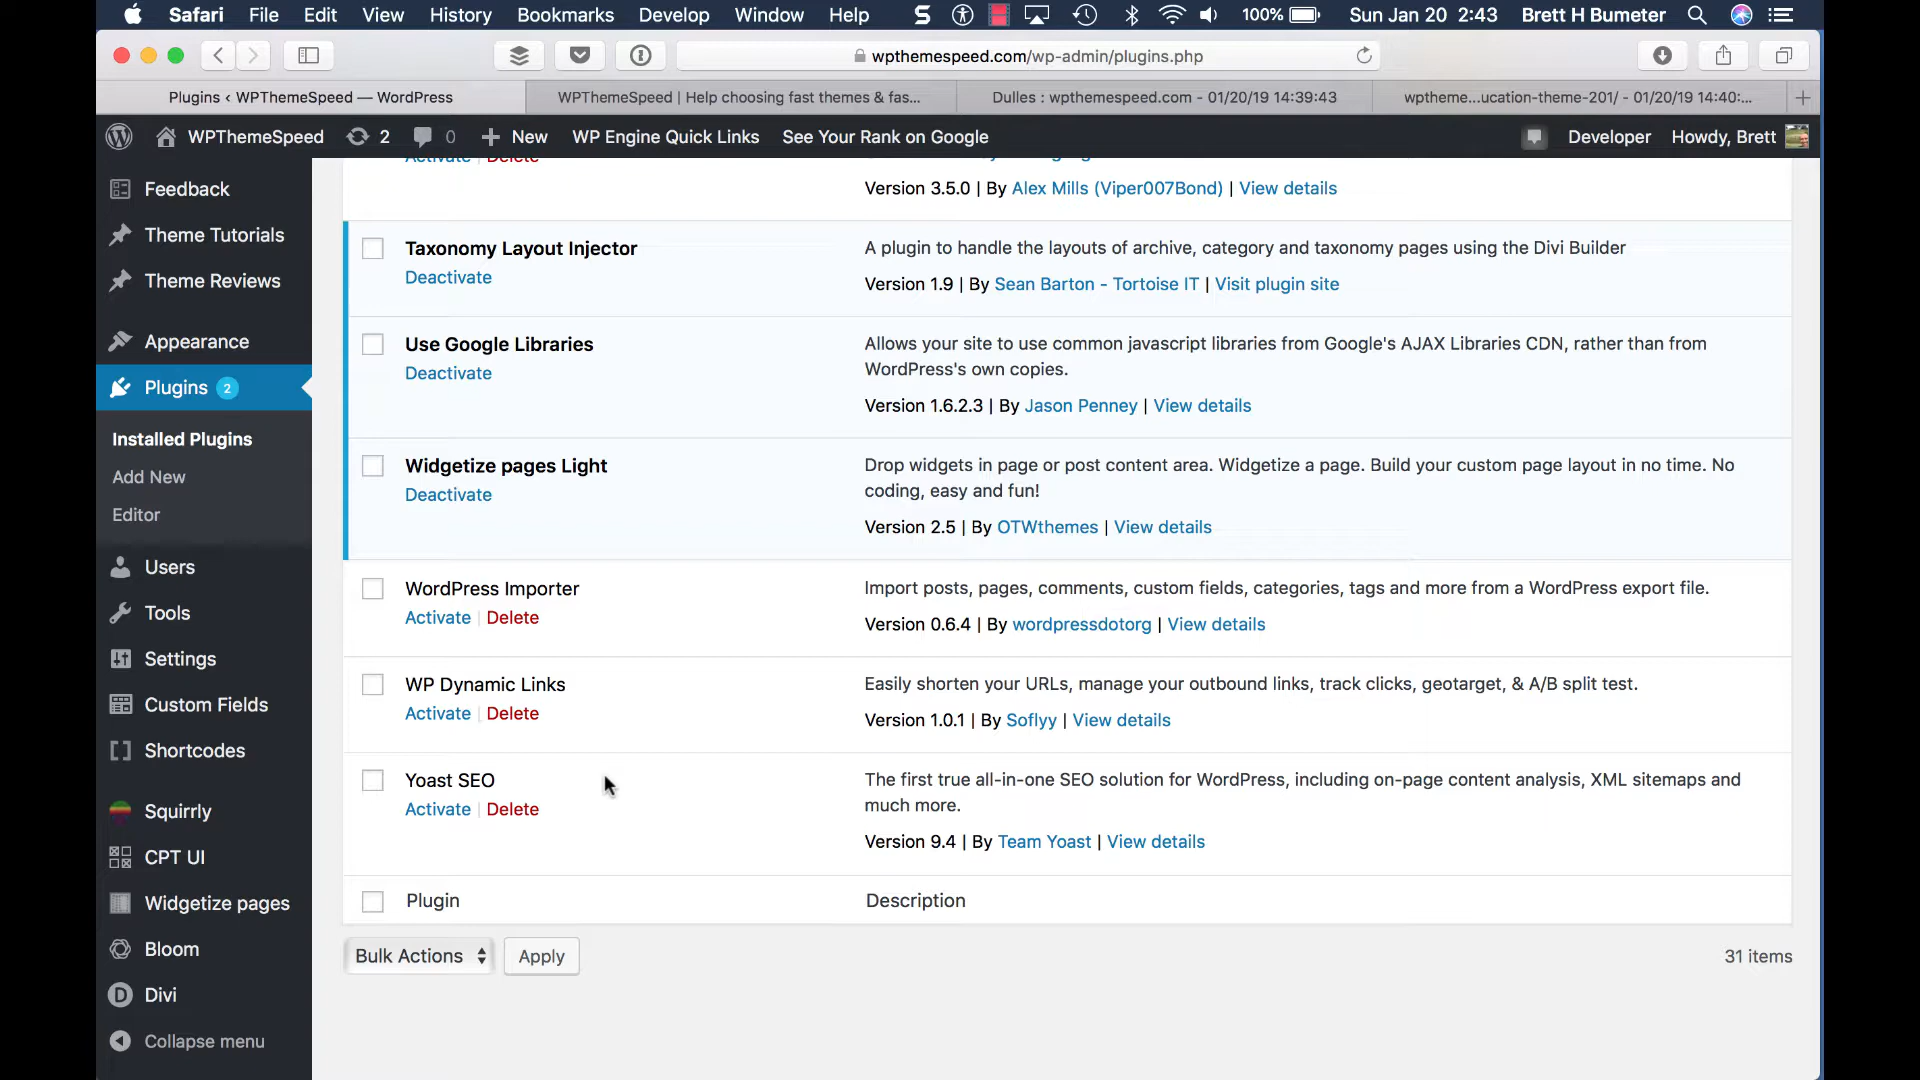 Safari File Edit View History Bookmarks Develop Window Help 100% Sun Jan 20 2:43 Brett H Bumeter
wpthemespeed.com/wp-admin/plugins.php
Plugins ‹ WPThemeSpeed — WordPress
WPThemeSpeed | Help choosing fast themes & fas...
Dulles : wpthemespeed.com - 01/20/19 14:39:43
wptheme...ucation-theme-201/ - 01/20/19 14:40:...
WPThemeSpeed 2 0 New WP Engine Quick Links See Your Rank on Google Developer Howdy, Brett
Feedback
Theme Tutorials
Theme Reviews
Appearance
Plugins 2
Installed Plugins
Add New
Editor
Users
Tools
Settings
Custom Fields
Shortcodes
Squirrly
CPT UI
Widgetize pages
Bloom
Divi
Collapse menu
Activate | Delete
Version 3.5.0 | By Alex Mills (Viper007Bond) | View details
Taxonomy Layout Injector
Deactivate
A plugin to handle the layouts of archive, category and taxonomy pages using the Divi Builder
Version 1.9 | By Sean Barton - Tortoise IT | Visit plugin site
Use Google Libraries
Deactivate
Allows your site to use common javascript libraries from Google's AJAX Libraries CDN, rather than from
WordPress's own copies.
Version 1.6.2.3 | By Jason Penney | View details
Widgetize pages Light
Deactivate
Drop widgets in page or post content area. Widgetize a page. Build your custom page layout in no time. No
coding, easy and fun!
Version 2.5 | By OTWthemes | View details
WordPress Importer
Activate | Delete
Import posts, pages, comments, custom fields, categories, tags and more from a WordPress export file.
Version 0.6.4 | By wordpressdotorg | View details
WP Dynamic Links
Activate | Delete
Easily shorten your URLs, manage your outbound links, track clicks, geotarget, & A/B split test.
Version 1.0.1 | By Soflyy | View details
Yoast SEO
Activate | Delete
The first true all-in-one SEO solution for WordPress, including on-page content analysis, XML sitemaps and
much more.
Version 9.4 | By Team Yoast | View details
Plugin
Description
Bulk Actions
Apply
31 items